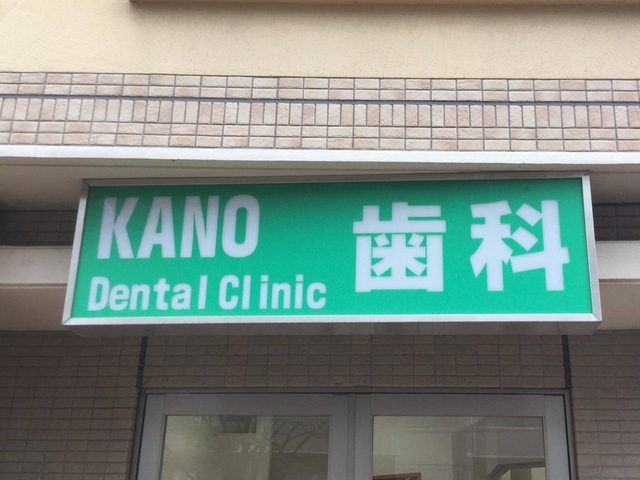 KANO
Dental Clinic
歯科